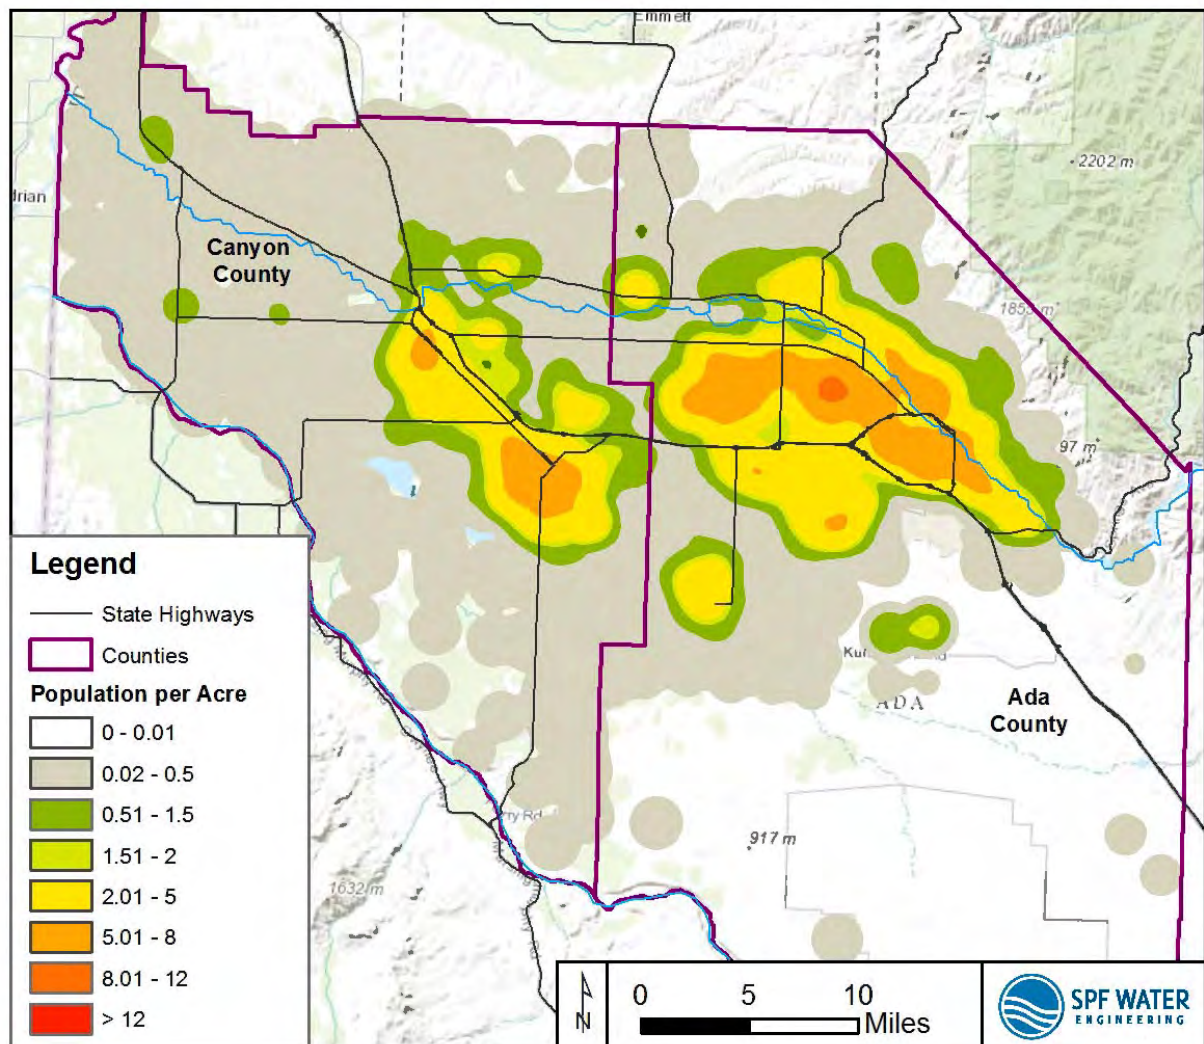 Emmett
2202 m
drian
Canyon
County
1853 m
97 m
Legend
State Highways
Counties
Population per Acre
0 - 0.01
0.02 - 0.5
0.51 - 1.5
1.51 - 2
2.01 - 5
5.01 - 8
8.01 - 12
> 12
ADA
Ada
County
917 m
1632 m
0 5 10
Miles
N
SPF WATER
ENGINEERING